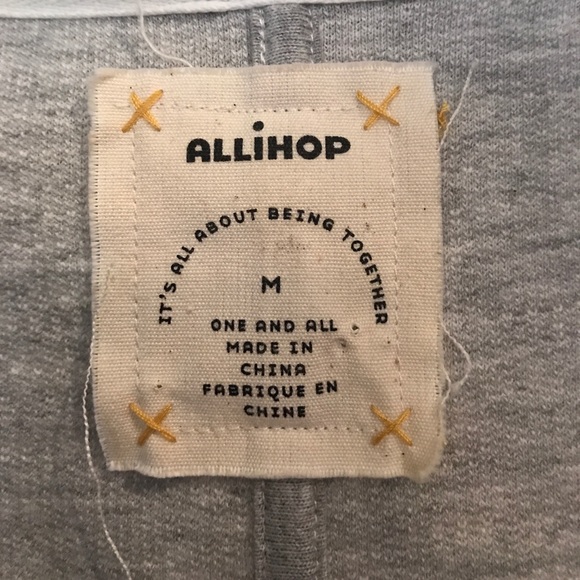 ALLiHOP
IT'S ALL ABOUT BEING TOGETHER
M
ONE AND ALL
MADE IN
CHINA
FABRIQUE EN
CHINE